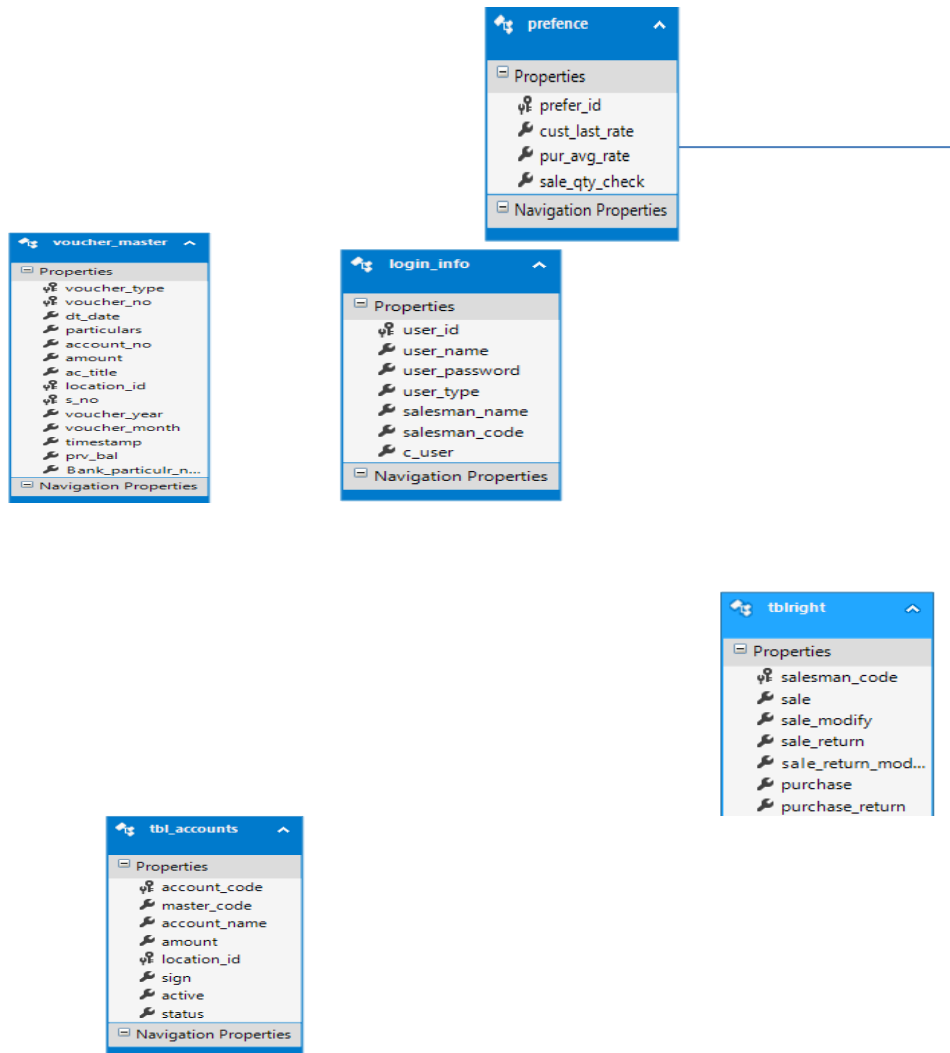 prefence
Properties
prefer_id
cust_last_rate
pur_avg_rate
sale_qty_check
Navigation Properties
voucher_master
Properties
voucher_type
voucher_no
dt_date
particulars
account_no
amount
ac_title
location_id
s_no
voucher_year
voucher_month
timestamp
prv_bal
Bank_particulr_n...
Navigation Properties
login_info
Properties
user_id
user_name
user_password
user_type
salesman_name
salesman_code
c_user
Navigation Properties
tblright
Properties
salesman_code
sale
sale_modify
sale_return
sale_return_mod...
purchase
purchase_return
tbl_accounts
Properties
account_code
master_code
account_name
amount
location_id
sign
active
status
Navigation Properties